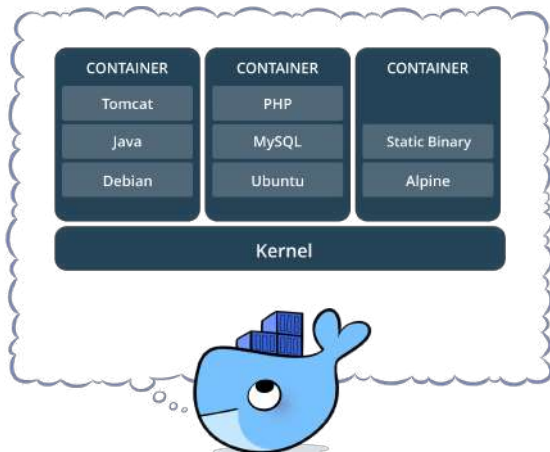 CONTAINER
Tomcat
Java
Debian
CONTAINER
PHP
MySQL
Ubuntu
CONTAINER
Static Binary
Alpine
Kernel